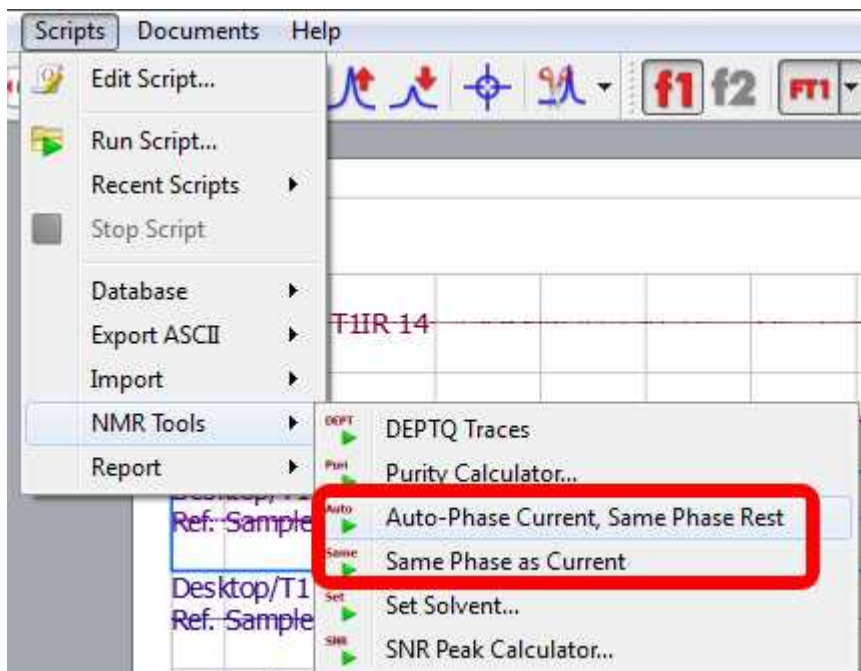 Scripts Documents Help
Edit Script...
f1 f2 FT1
Run Script...
Recent Scripts
Stop Script
Database
T1IR 14
Export ASCII
Import
NMR Tools
DEPT DEPTQ Traces
Report
Puri Purity Calculator...
Desktop/T1
Ref. Sample
Auto Auto-Phase Current, Same Phase Rest
Same Same Phase as Current
Desktop/T1
Ref. Sample
Set Set Solvent...
SNR SNR Peak Calculator...